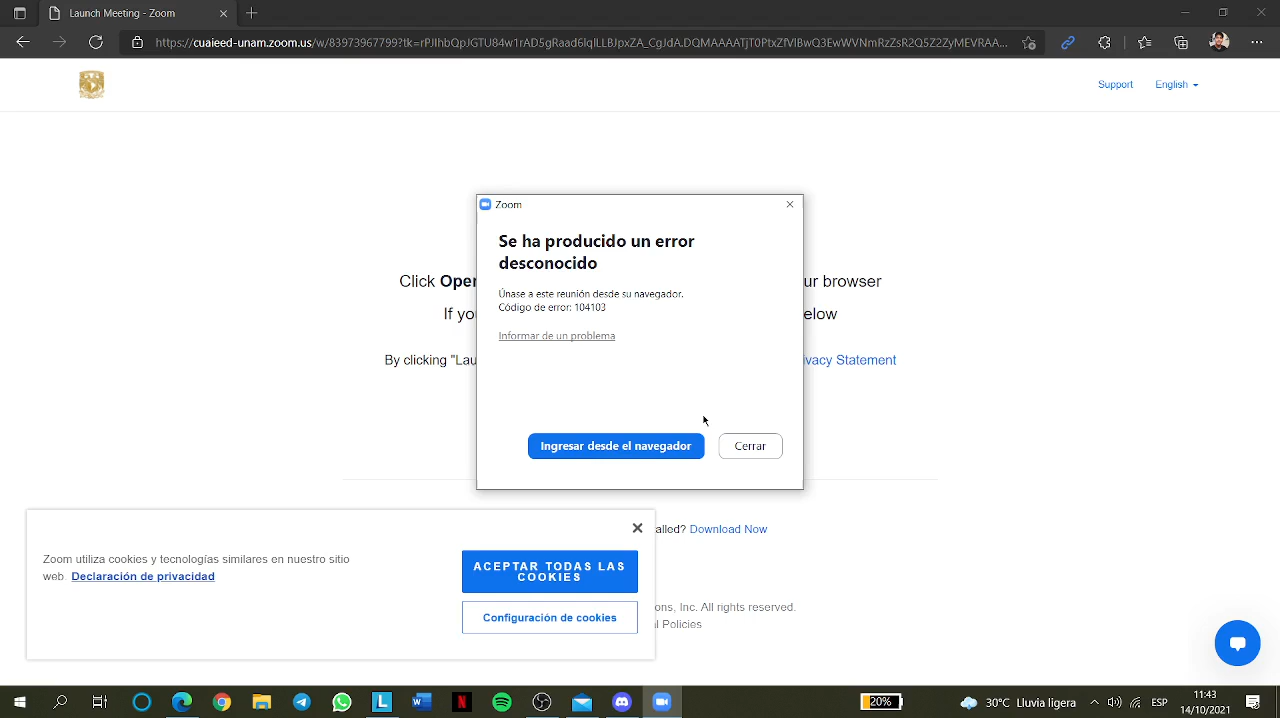 Launch Meeting - Zoom
https://cuaieed-unam.zoom.us/w/83973967799?tk=
Support English
Zoom
Se ha producido un error
desconocido
Click Open
ur browser
Únase a este reunión desde su navegador.
Código de error: 104103
If you
elow
Informar de un problema
By clicking "Lau
ivacy Statement
Ingresar desde el navegador Cerrar
alled? Download Now
Zoom utiliza cookies y tecnologías similares en nuestro sitio
web. Declaración de privacidad
ACEPTAR TODAS LAS
COOKIES
Configuración de cookies
ons, Inc. All rights reserved.
al Policies
L W N 20% 30°C Lluvia ligera ESP 11:43
14/10/2021